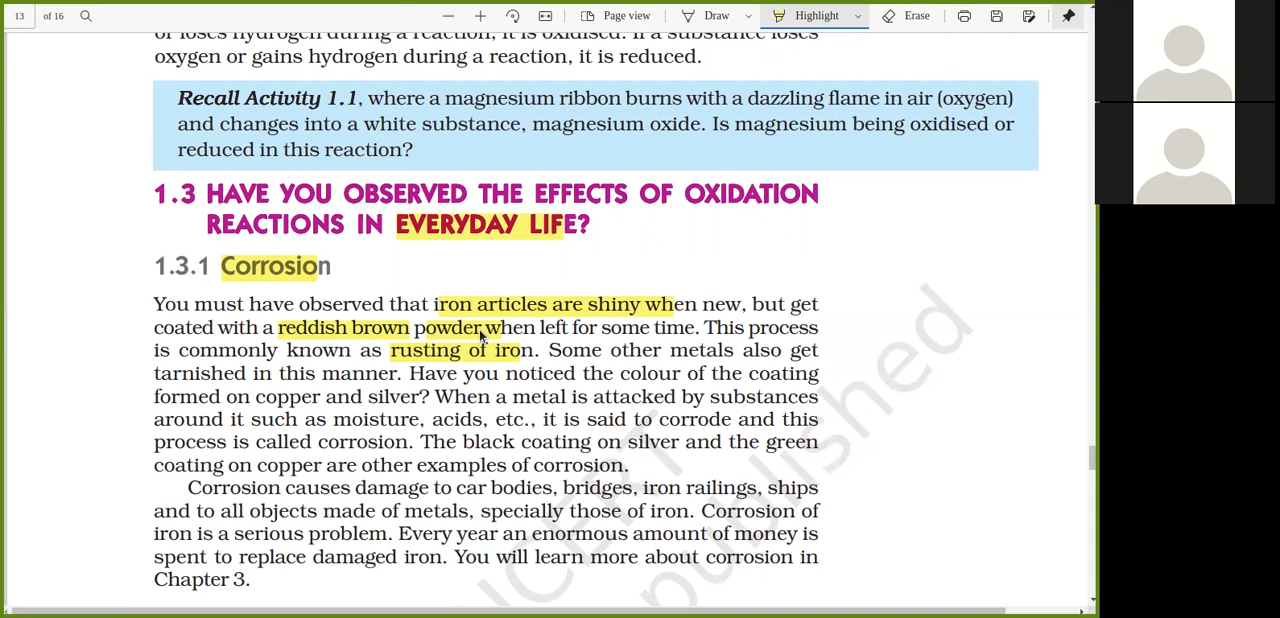 13 of 16 Page view Draw Highlight Erase
or loses hydrogen during a reaction, it is oxidised. If a substance loses
oxygen or gains hydrogen during a reaction, it is reduced.
Recall Activity 1.1, where a magnesium ribbon burns with a dazzling flame in air (oxygen)
and changes into a white substance, magnesium oxide. Is magnesium being oxidised or
reduced in this reaction?
1.3 HAVE YOU OBSERVED THE EFFECTS OF OXIDATION
REACTIONS IN EVERYDAY LIFE?
1.3.1 Corrosion
You must have observed that iron articles are shiny when new, but get
coated with a reddish brown powder when left for some time. This process
is commonly known as rusting of iron. Some other metals also get
tarnished in this manner. Have you noticed the colour of the coating
formed on copper and silver? When a metal is attacked by substances
around it such as moisture, acids, etc., it is said to corrode and this
process is called corrosion. The black coating on silver and the green
coating on copper are other examples of corrosion.
Corrosion causes damage to car bodies, bridges, iron railings, ships
and to all objects made of metals, specially those of iron. Corrosion of
iron is a serious problem. Every year an enormous amount of money is
spent to replace damaged iron. You will learn more about corrosion in
Chapter 3.
NCERT
published